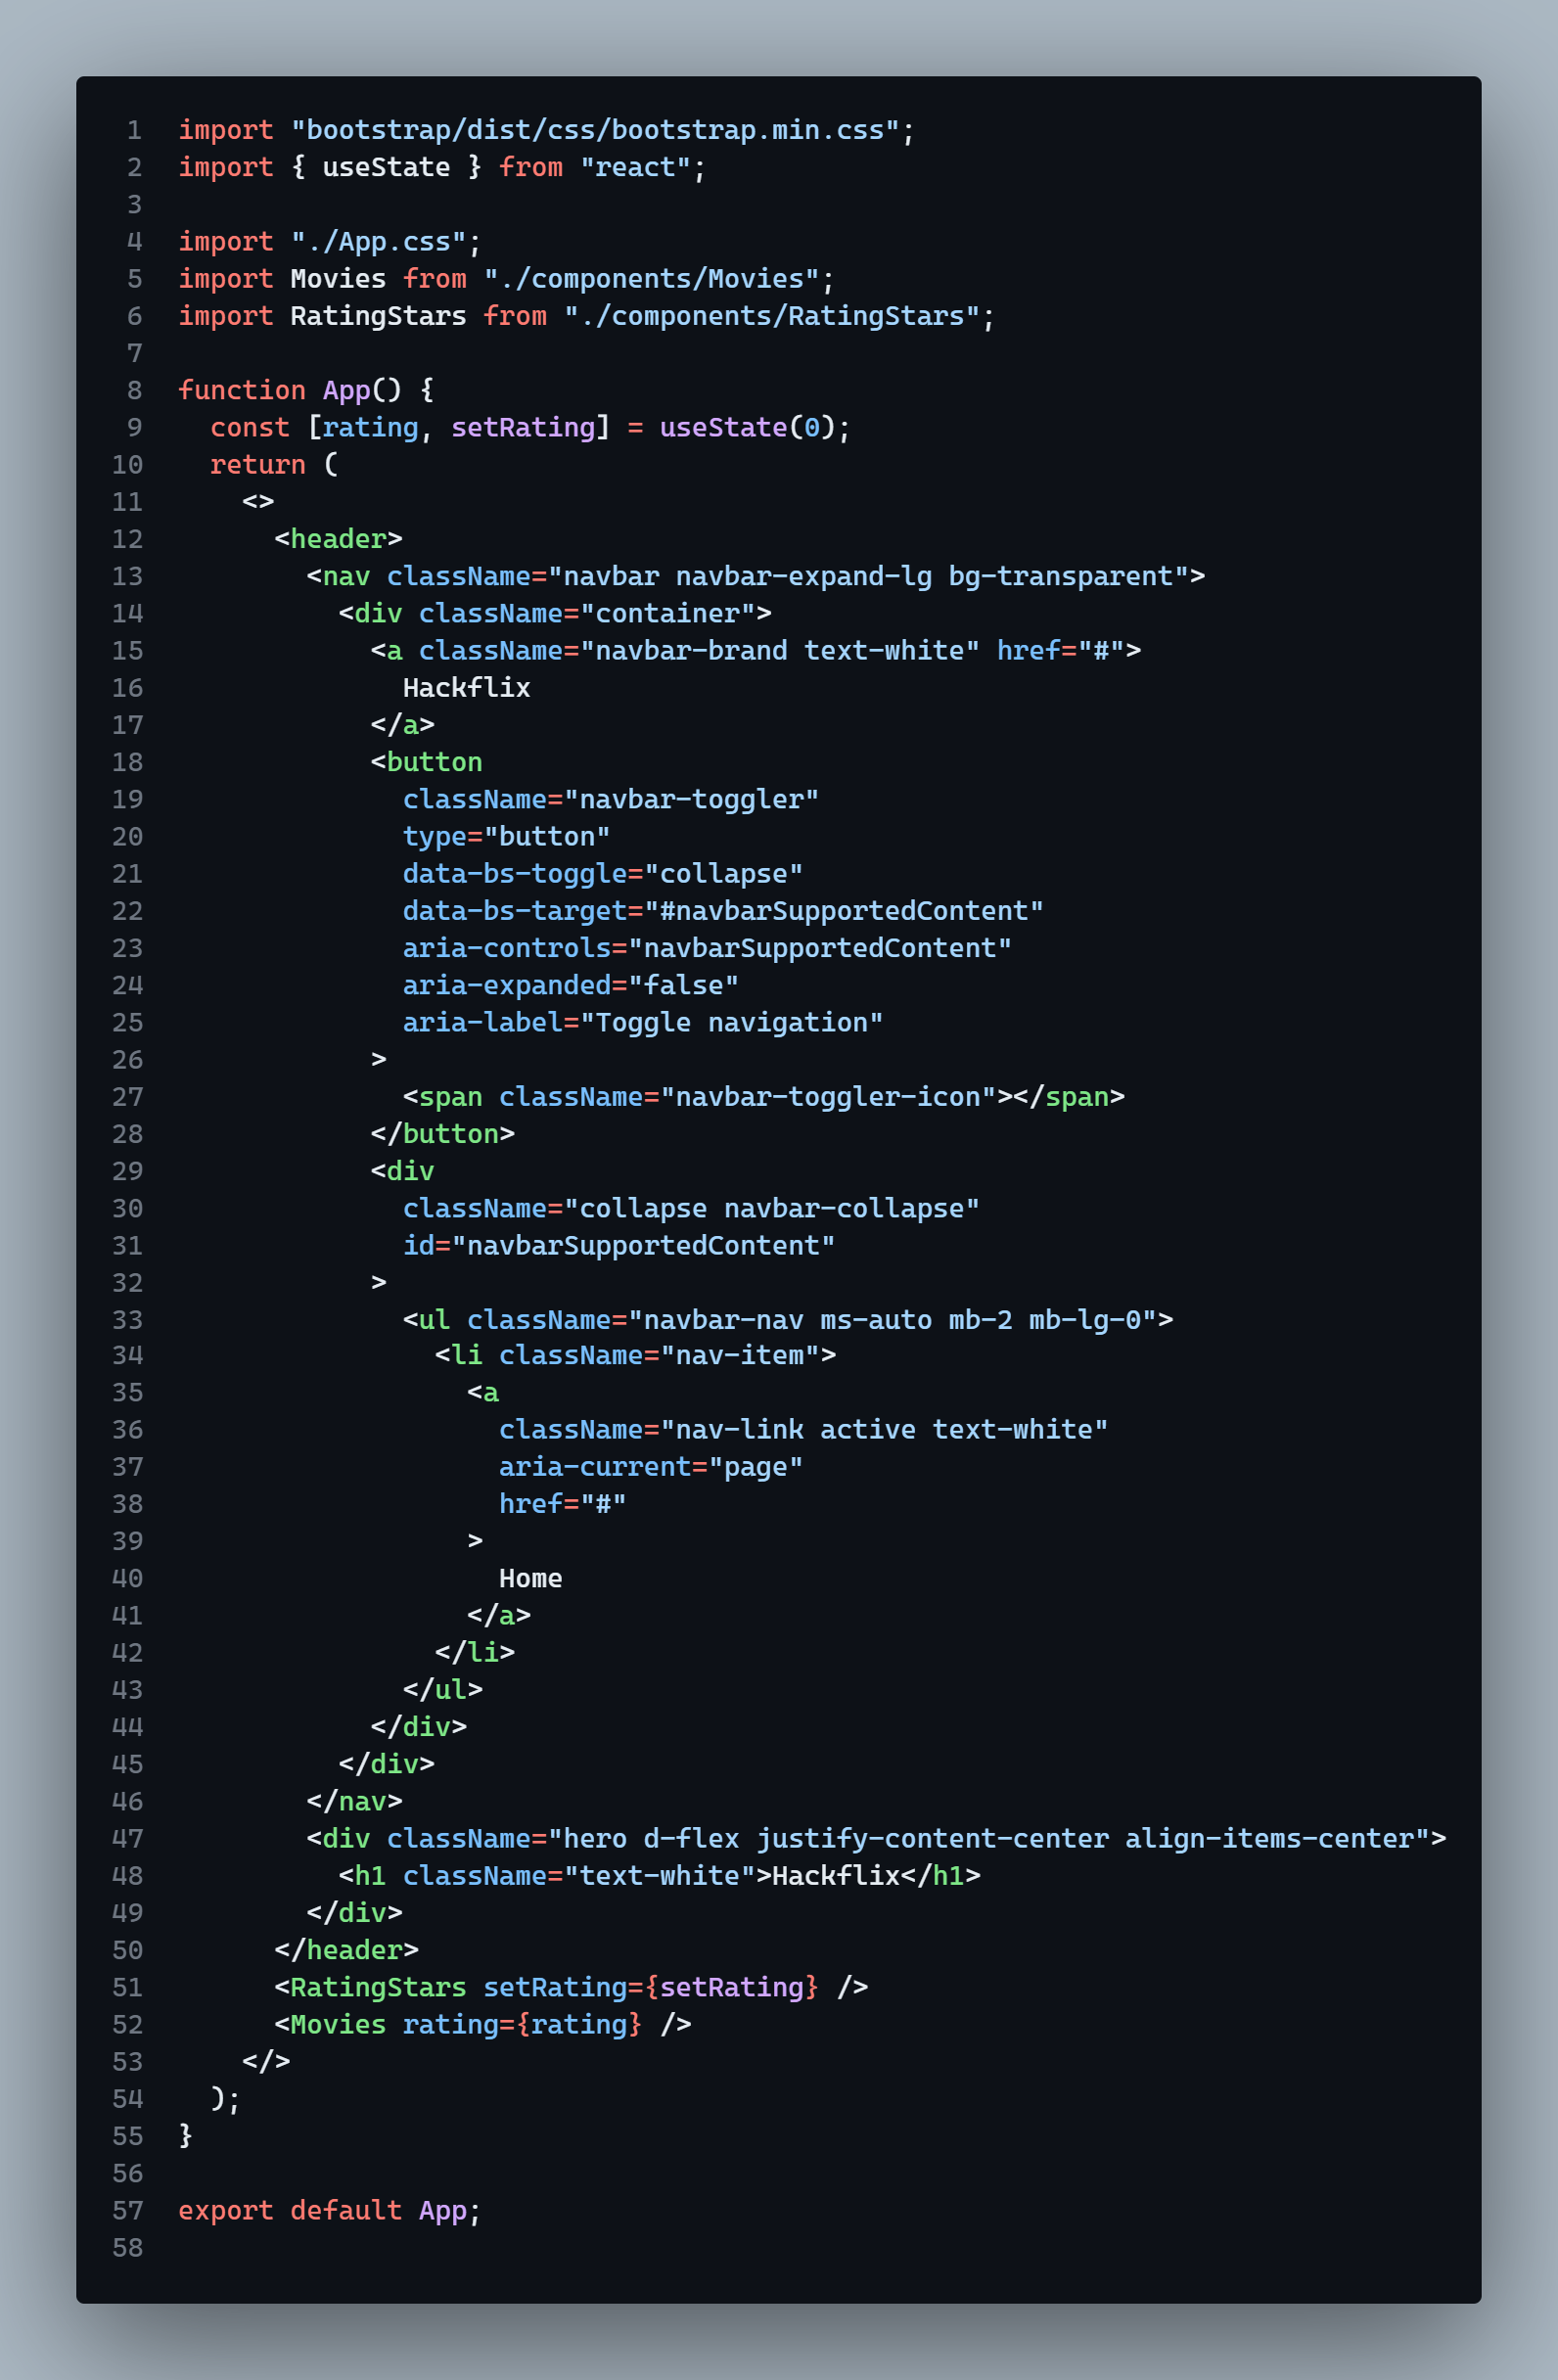 1 import "bootstrap/dist/css/bootstrap.min.css";
2 import { useState } from "react";
3
4 import "./App.css";
5 import Movies from "./components/Movies";
6 import RatingStars from "./components/RatingStars";
7
8 function App() {
9   const [rating, setRating] = useState(0);
10   return (
11     <>
12       <header>
13         <nav className="navbar navbar-expand-lg bg-transparent">
14           <div className="container">
15             <a className="navbar-brand text-white" href="#">
16               Hackflix
17             </a>
18             <button
19               className="navbar-toggler"
20               type="button"
21               data-bs-toggle="collapse"
22               data-bs-target="#navbarSupportedContent"
23               aria-controls="navbarSupportedContent"
24               aria-expanded="false"
25               aria-label="Toggle navigation"
26             >
27               <span className="navbar-toggler-icon"></span>
28             </button>
29             <div
30               className="collapse navbar-collapse"
31               id="navbarSupportedContent"
32             >
33               <ul className="navbar-nav ms-auto mb-2 mb-lg-0">
34                 <li className="nav-item">
35                   <a
36                     className="nav-link active text-white"
37                     aria-current="page"
38                     href="#"
39                   >
40                     Home
41                   </a>
42                 </li>
43               </ul>
44             </div>
45           </div>
46         </nav>
47         <div className="hero d-flex justify-content-center align-items-center">
48           <h1 className="text-white">Hackflix</h1>
49         </div>
50       </header>
51       <RatingStars setRating={setRating} />
52       <Movies rating={rating} />
53     </>
54   );
55 }
56
57 export default App;
58